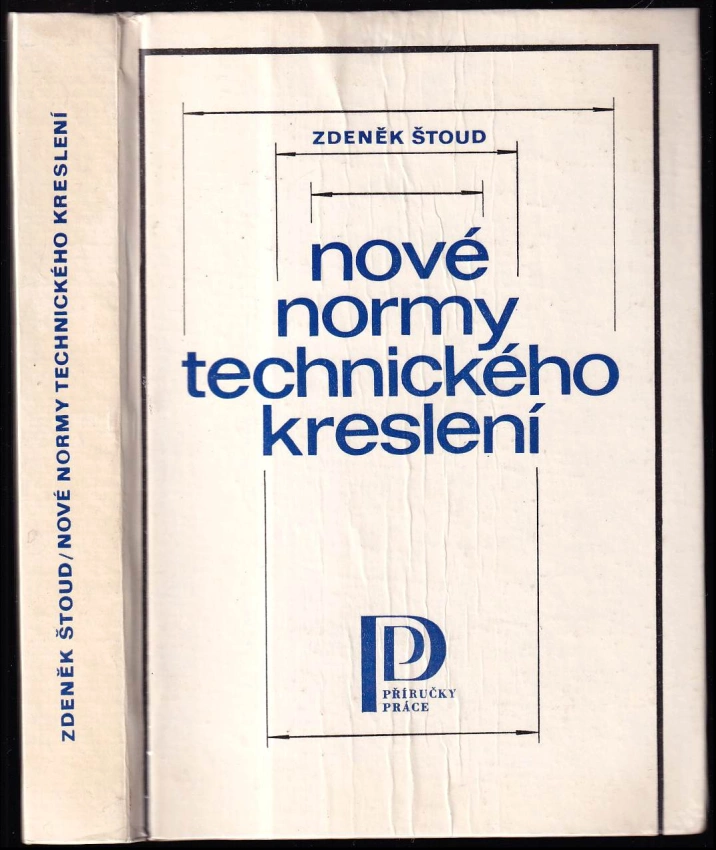 ZDENĚK ŠTOUD/NOVÉ NORMY TECHNICKÉHO KRESLENÍ
ZDENĚK ŠTOUD
nové
normy
technického
kreslení
PŘÍRUČKY
PRÁCE